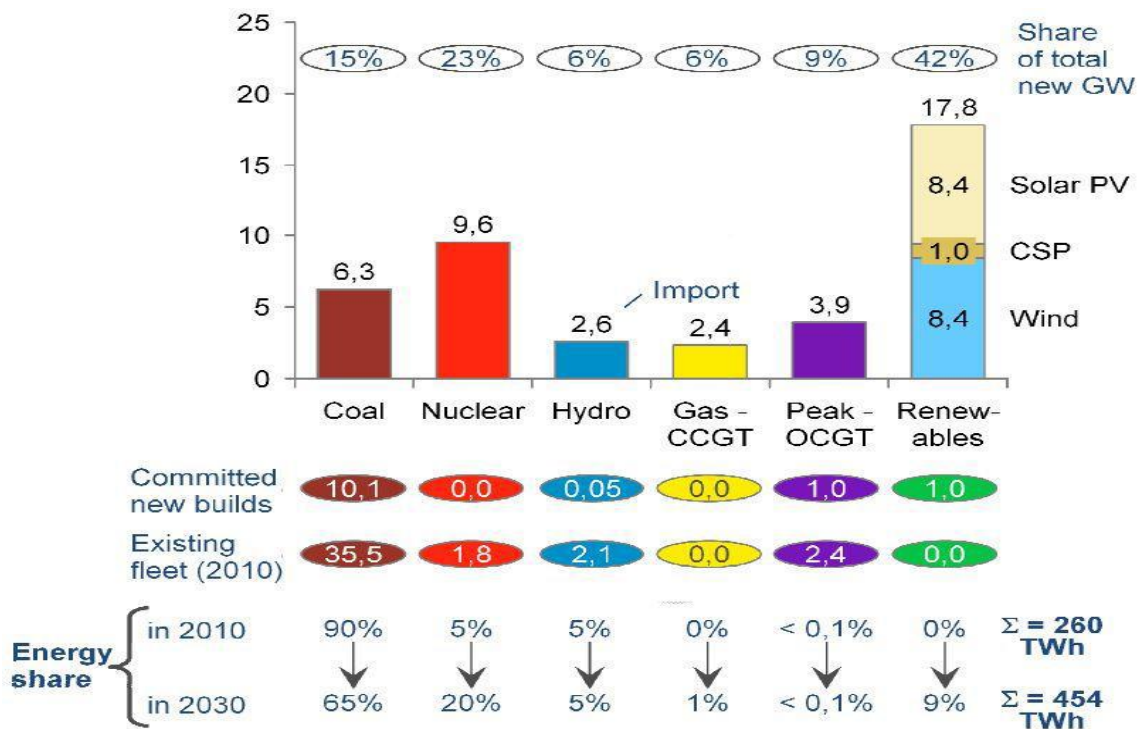 25
15% 23% 6% 6% 9% 42%
Share
of total
new GW
20
17,8
15
8,4 Solar PV
10
9,6
1,0 CSP
6,3
Import
5
3,9
2,6
2,4
8,4 Wind
0
Coal Nuclear Hydro Gas - Peak - Renew-
CCGT OCGT ables
Committed
new builds
10,1 0,0 0,05 0,0 1,0 1,0
Existing
fleet (2010)
35,5 1,8 2,1 0,0 2,4 0,0
Energy
share
in 2010 90% 5% 5% 0% < 0,1% 0% Σ = 260
TWh
in 2030 65% 20% 5% 1% < 0,1% 9% Σ = 454
TWh